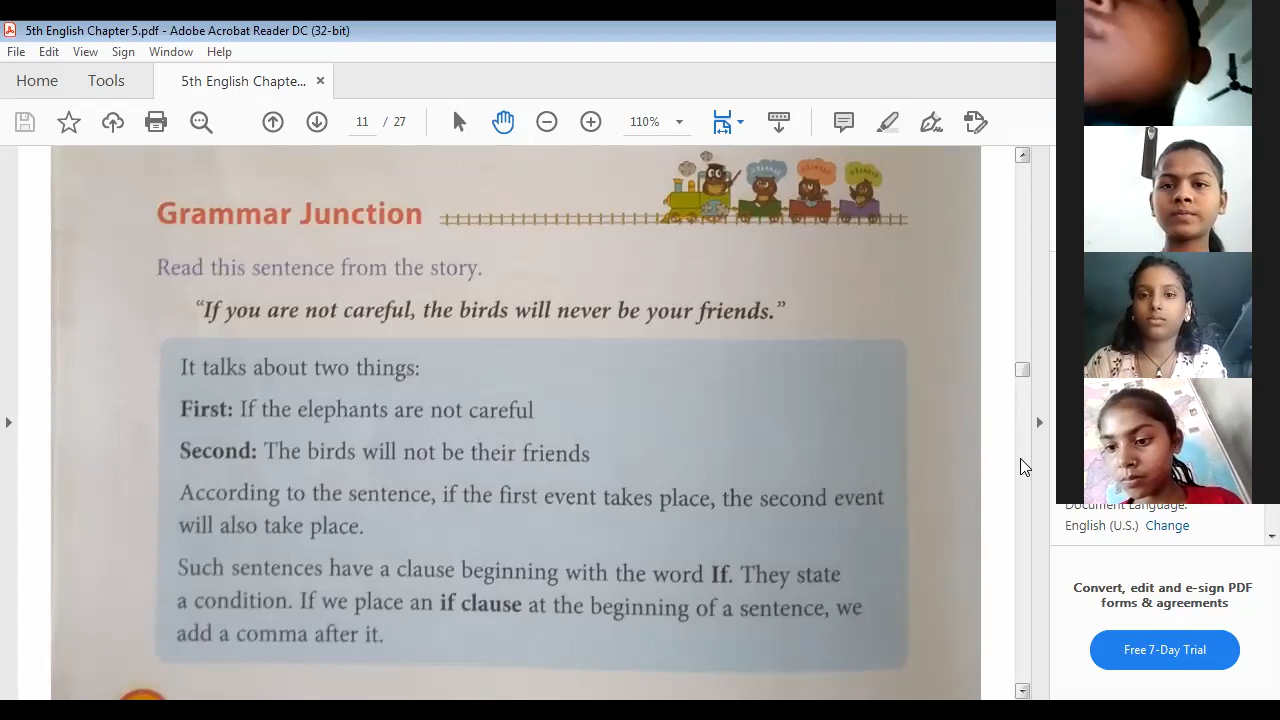 5th English Chapter 5.pdf - Adobe Acrobat Reader DC (32-bit)
File Edit View Sign Window Help
Home Tools 5th English Chapte... ×
11 / 27 110%
Grammar Junction
Read this sentence from the story.
“If you are not careful, the birds will never be your friends.”
It talks about two things:
First: If the elephants are not careful
Second: The birds will not be their friends
According to the sentence, if the first event takes place, the second event
will also take place.
Such sentences have a clause beginning with the word If. They state
a condition. If we place an if clause at the beginning of a sentence, we
add a comma after it.
Document Language:
English (U.S.) Change
Convert, edit and e-sign PDF
forms & agreements
Free 7-Day Trial